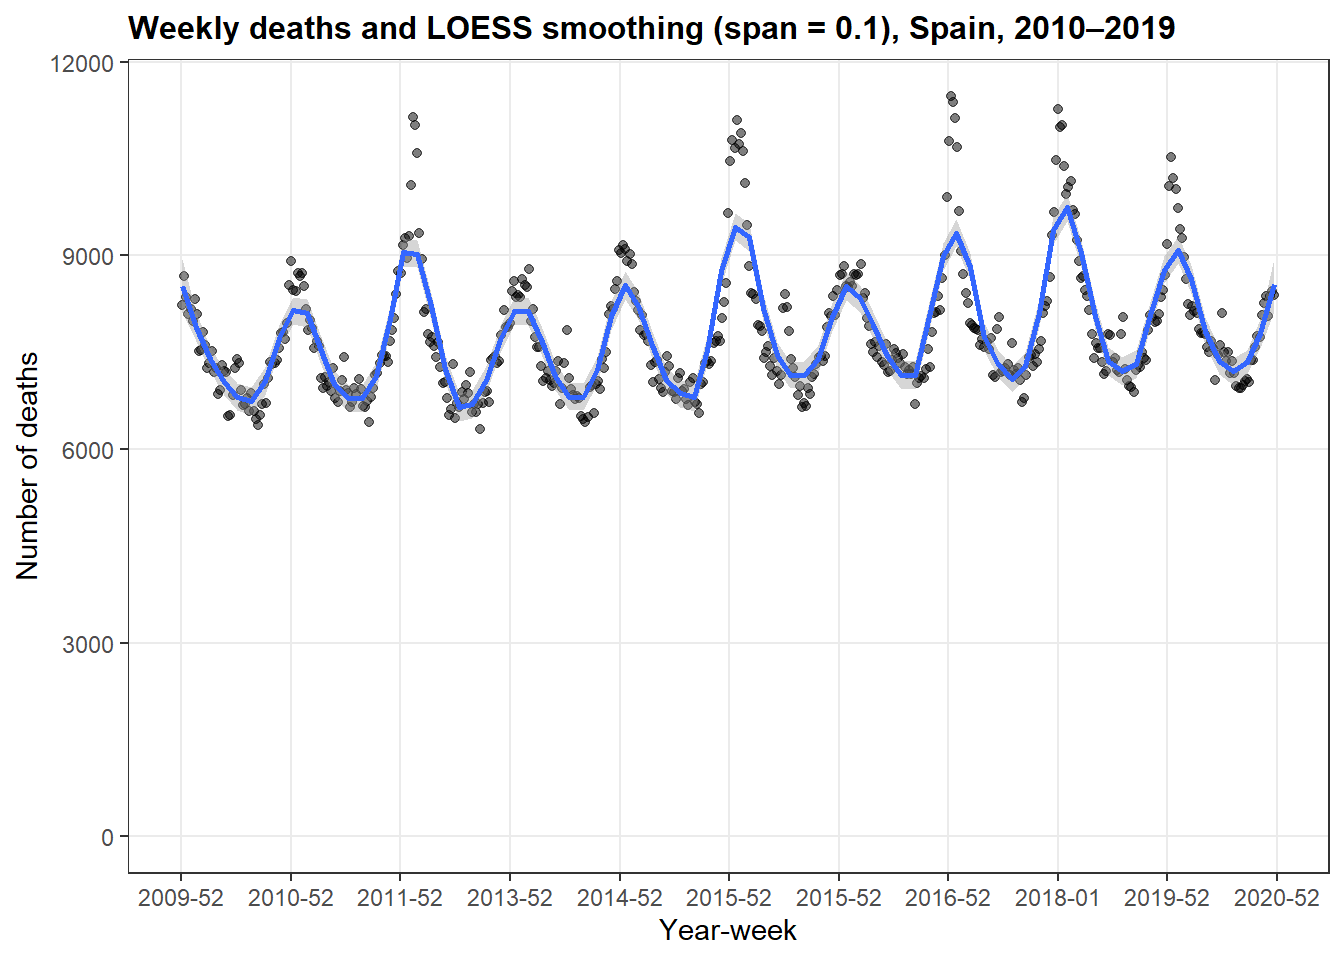 Weekly deaths and LOESS smoothing (span = 0.1), Spain, 2010–2019
Number of deaths
12000
9000
6000
3000
0
2009-52 2010-52 2011-52 2013-52 2014-52 2015-52 2015-52 2016-52 2018-01 2019-52 2020-52
Year-week